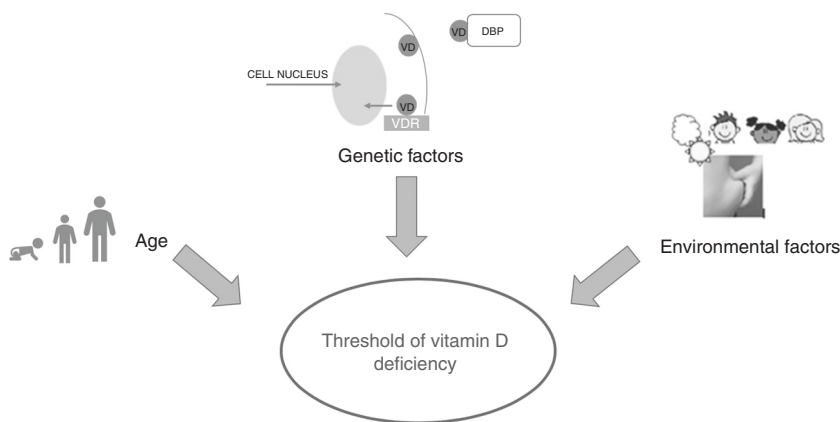 VD
DBP
VD
CELL NUCLEUS
VD
VDR
Genetic factors
Age
Environmental factors
Threshold of vitamin D
deficiency